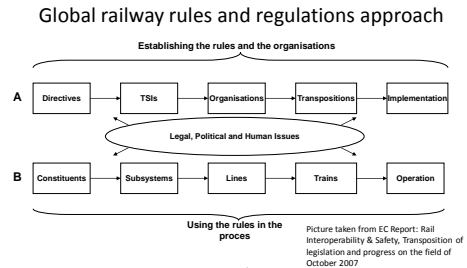 Global railway rules and regulations approach
Establishing the rules and the organisations
A
Directives
TSIs
Organisations
Transpositions
Implementation
Legal, Political and Human Issues
B
Constituents
Subsystems
Lines
Trains
Operation
Using the rules in the
proces
Picture taken from EC Report: Rail
Interoperability & Safety, Transposition of
legislation and progress on the field of
October 2007